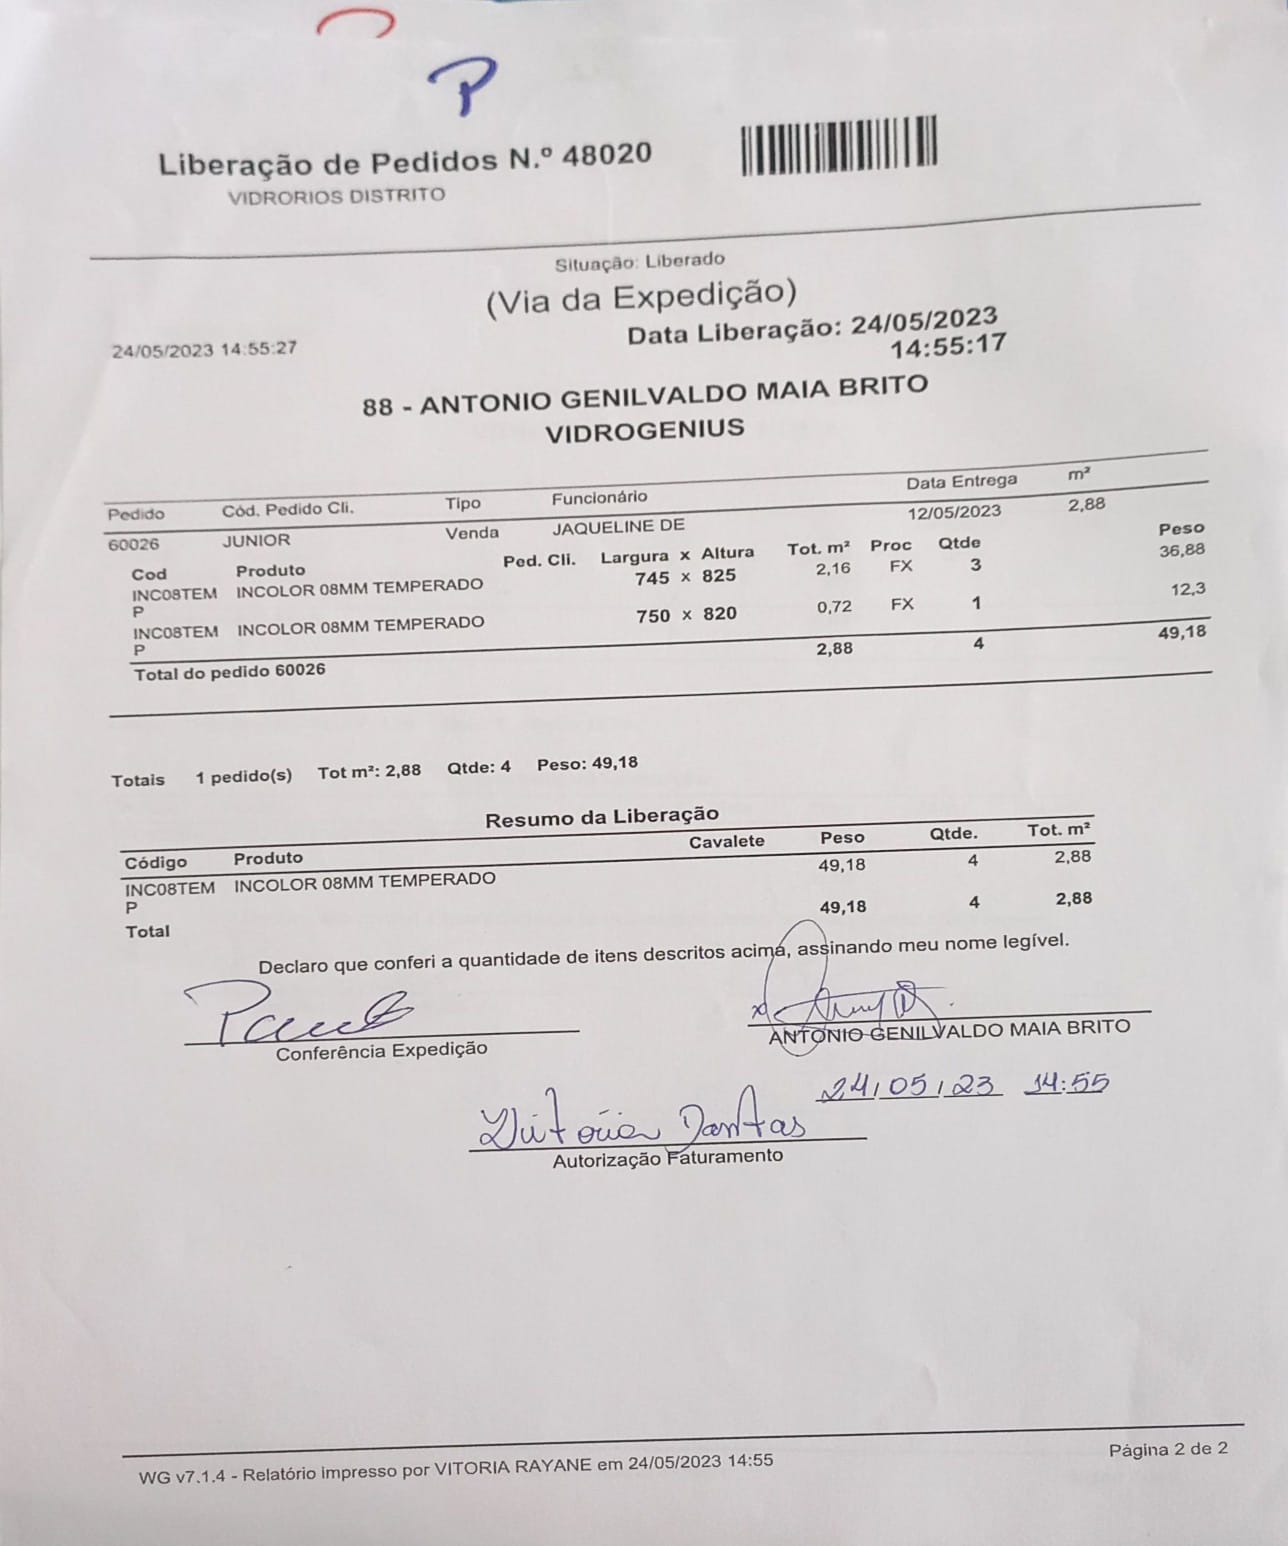 P
Liberação de Pedidos N.º 48020
VIDRORIOS DISTRITO
Situação: Liberado
(Via da Expedição)
24/05/2023 14:55:27
Data Liberação: 24/05/2023
14:55:17
88 - ANTONIO GENILVALDO MAIA BRITO
VIDROGENIUS
Pedido Cód. Pedido Cli. Tipo Funcionário Data Entrega m²
60026 JUNIOR Venda JAQUELINE DE 12/05/2023 2,88
Cod Produto Ped. Cli. Largura x Altura Tot. m² Proc Qtde Peso
INC08TEM INCOLOR 08MM TEMPERADO 745 x 825 2,16 FX 3 36,88
P
INC08TEM INCOLOR 08MM TEMPERADO 750 x 820 0,72 FX 1 12,3
P
Total do pedido 60026 2,88 4 49,18
Totais 1 pedido(s) Tot m²: 2,88 Qtde: 4 Peso: 49,18
Resumo da Liberação
Código Produto Cavalete Peso Qtde. Tot. m²
INC08TEM INCOLOR 08MM TEMPERADO 49,18 4 2,88
P
Total 49,18 4 2,88
Declaro que conferi a quantidade de itens descritos acima, assinando meu nome legível.
Conferência Expedição
ANTONIO GENILVALDO MAIA BRITO
24/05/23 14:55
Vitória Dantas
Autorização Faturamento
WG v7.1.4 - Relatório impresso por VITORIA RAYANE em 24/05/2023 14:55
Página 2 de 2